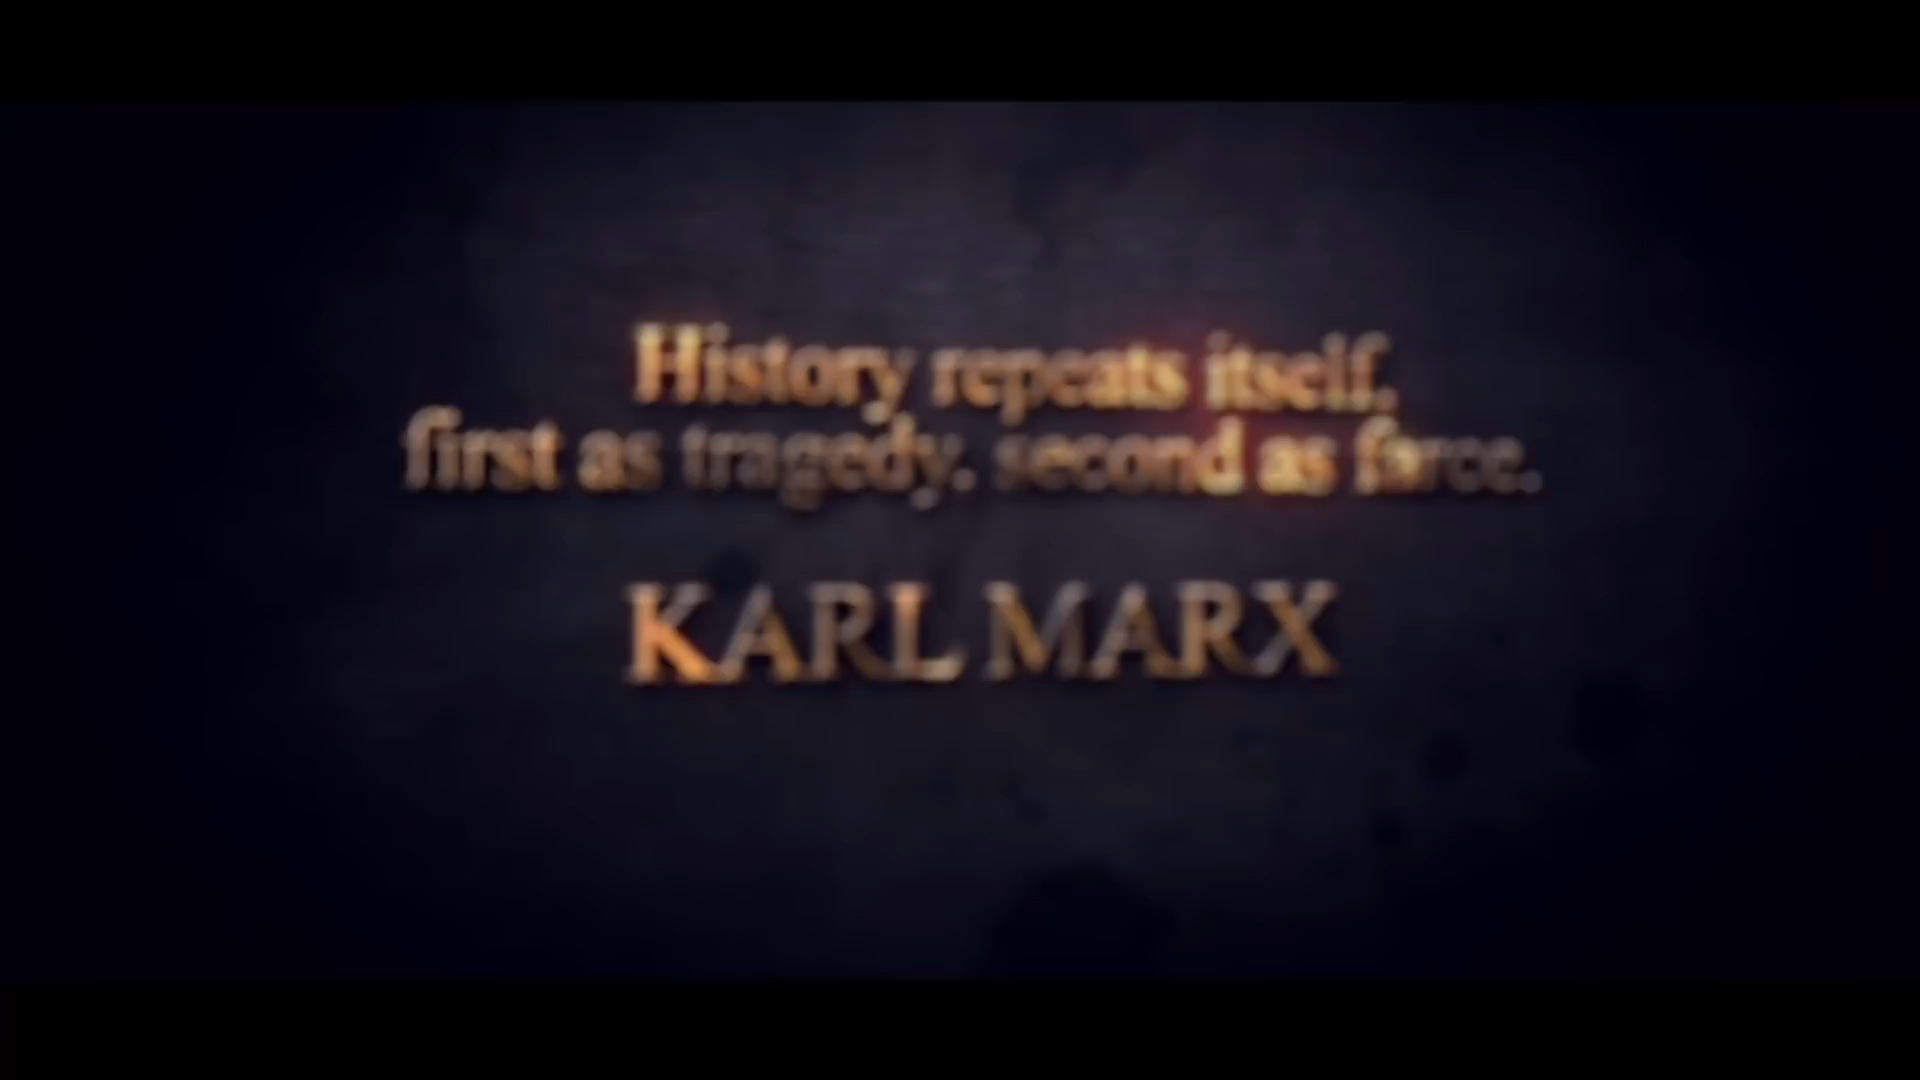 History repeats itself,
first as tragedy, second as farce.
KARL MARX